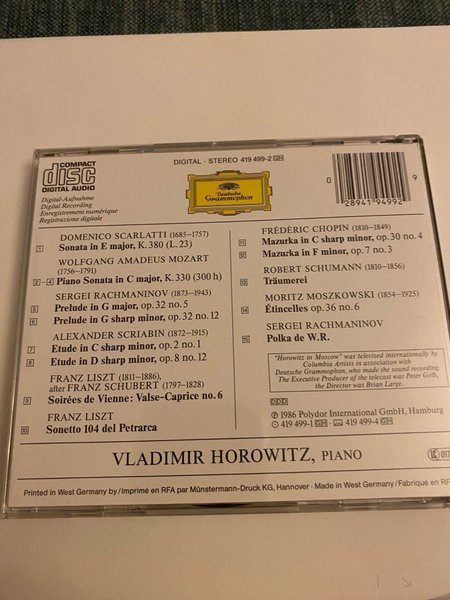 COMPACT
disc
DIGITAL AUDIO
DIGITAL · STEREO 419 499-2 GH
Deutsche
Grammophon
0
28941 94992
9
Digital-Aufnahme
Digital Recording
Enregistrement numérique
Registrazione digitale
DOMENICO SCARLATTI (1685–1757)
1 Sonata in E major, K. 380 (L. 23)
WOLFGANG AMADEUS MOZART
(1756–1791)
2-4 Piano Sonata in C major, K. 330 (300 h)
SERGEI RACHMANINOV (1873–1943)
5 Prelude in G major, op. 32 no. 5
6 Prelude in G sharp minor, op. 32 no. 12
ALEXANDER SCRIABIN (1872–1915)
7 Etude in C sharp minor, op. 2 no. 1
8 Etude in D sharp minor, op. 8 no. 12
FRANZ LISZT (1811–1886),
after FRANZ SCHUBERT (1797–1828)
9 Soirées de Vienne: Valse-Caprice no. 6
FRANZ LISZT
10 Sonetto 104 del Petrarca
FRÉDÉRIC CHOPIN (1810–1849)
11 Mazurka in C sharp minor, op. 30 no. 4
12 Mazurka in F minor, op. 7 no. 3
ROBERT SCHUMANN (1810–1856)
13 Träumerei
MORITZ MOSZKOWSKI (1854–1925)
14 Étincelles op. 36 no. 6
SERGEI RACHMANINOV
15 Polka de W.R.
"Horowitz in Moscow" was televised internationally by
Columbia Artists in association with
Deutsche Grammophon, who made the sound recording.
The Executive Producer of the telecast was Peter Gelb,
the Director was Brian Large.
DDD
℗ 1986 Polydor International GmbH, Hamburg
419 499-1 GH · 419 499-4 GH
VLADIMIR HOROWITZ, PIANO
LC 017
Printed in West Germany by/Imprimé en RFA par Münstermann-Druck KG, Hannover · Made in West Germany/Fabriqué en RF